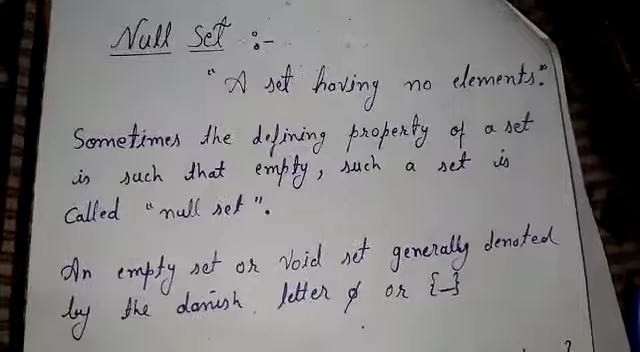 Null Set :-
"A set having no elements."
Sometimes the defining property of a set
is such that empty, such a set is
called "null set".
An empty set or void set generally denoted
by the danish letter ϕ or {_}
?